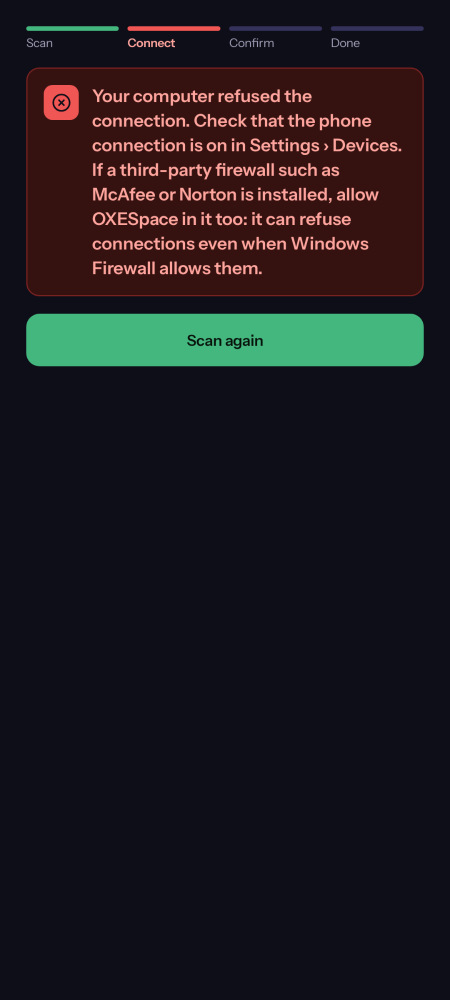 Scan
Connect
Confirm
Done
Your computer refused the
connection. Check that the phone
connection is on in Settings › Devices.
If a third-party firewall such as
McAfee or Norton is installed, allow
OXESpace in it too: it can refuse
connections even when Windows
Firewall allows them.
Scan again